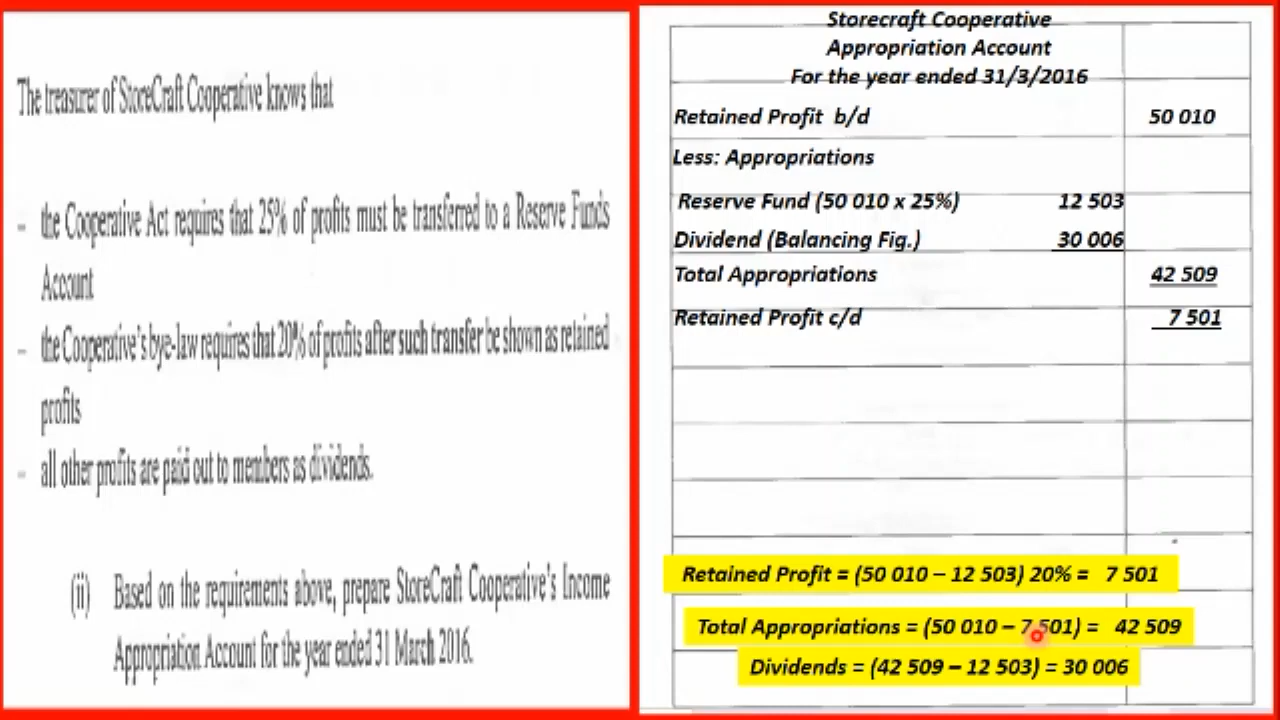 The treasurer of StoreCraft Cooperative knows that
- the Cooperative Act requires that 25% of profits must be transferred to a Reserve Funds
Account
- the Cooperative's bye-law requires that 20% of profits after such transfer be shown as retained
profits
- all other profits are paid out to members as dividends.
(ii) Based on the requirements above, prepare StoreCraft Cooperative's Income
Appropriation Account for the year ended 31 March 2016.
Storecraft Cooperative
Appropriation Account
For the year ended 31/3/2016
Retained Profit b/d 50 010
Less: Appropriations
Reserve Fund (50 010 x 25%) 12 503
Dividend (Balancing Fig.) 30 006
Total Appropriations 42 509
Retained Profit c/d 7 501
Retained Profit = (50 010 – 12 503) 20% = 7 501
Total Appropriations = (50 010 – 7 501) = 42 509
Dividends = (42 509 – 12 503) = 30 006